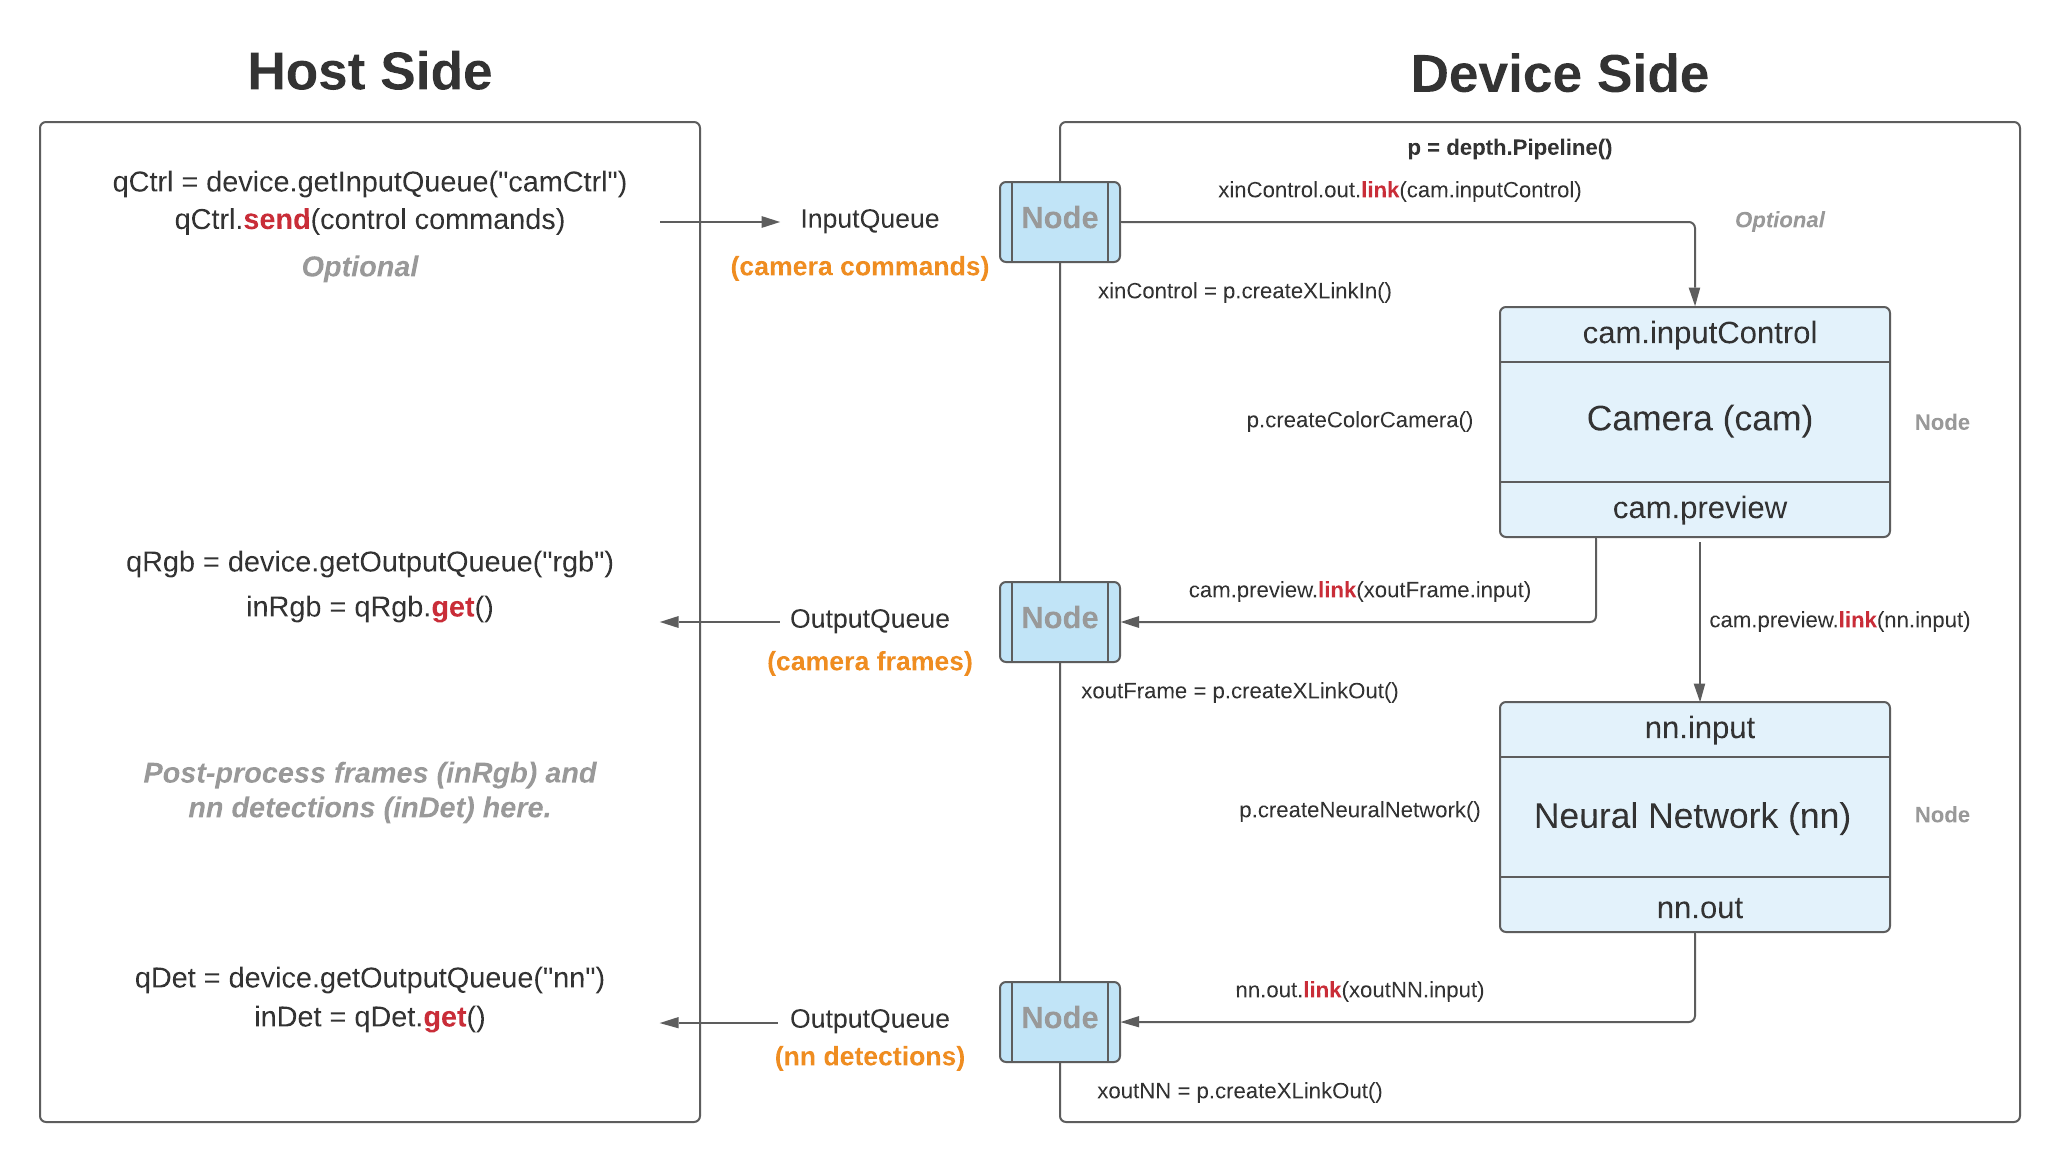 Host Side
qCtrl = device.getInputQueue("camCtrl")
qCtrl.send(control commands)
Optional
qRgb = device.getOutputQueue("rgb")
inRgb = qRgb.get()
Post-process frames (inRgb) and
nn detections (inDet) here.
qDet = device.getOutputQueue("nn")
inDet = qDet.get()
InputQueue
(camera commands)
OutputQueue
(camera frames)
OutputQueue
(nn detections)
Device Side
p = depth.Pipeline()
Node
xinControl.out.link(cam.inputControl)
Optional
xinControl = p.createXLinkIn()
cam.inputControl
p.createColorCamera()
Camera (cam)
Node
cam.preview
Node
cam.preview.link(xoutFrame.input)
cam.preview.link(nn.input)
xoutFrame = p.createXLinkOut()
nn.input
p.createNeuralNetwork()
Neural Network (nn)
Node
nn.out
Node
nn.out.link(xoutNN.input)
xoutNN = p.createXLinkOut()